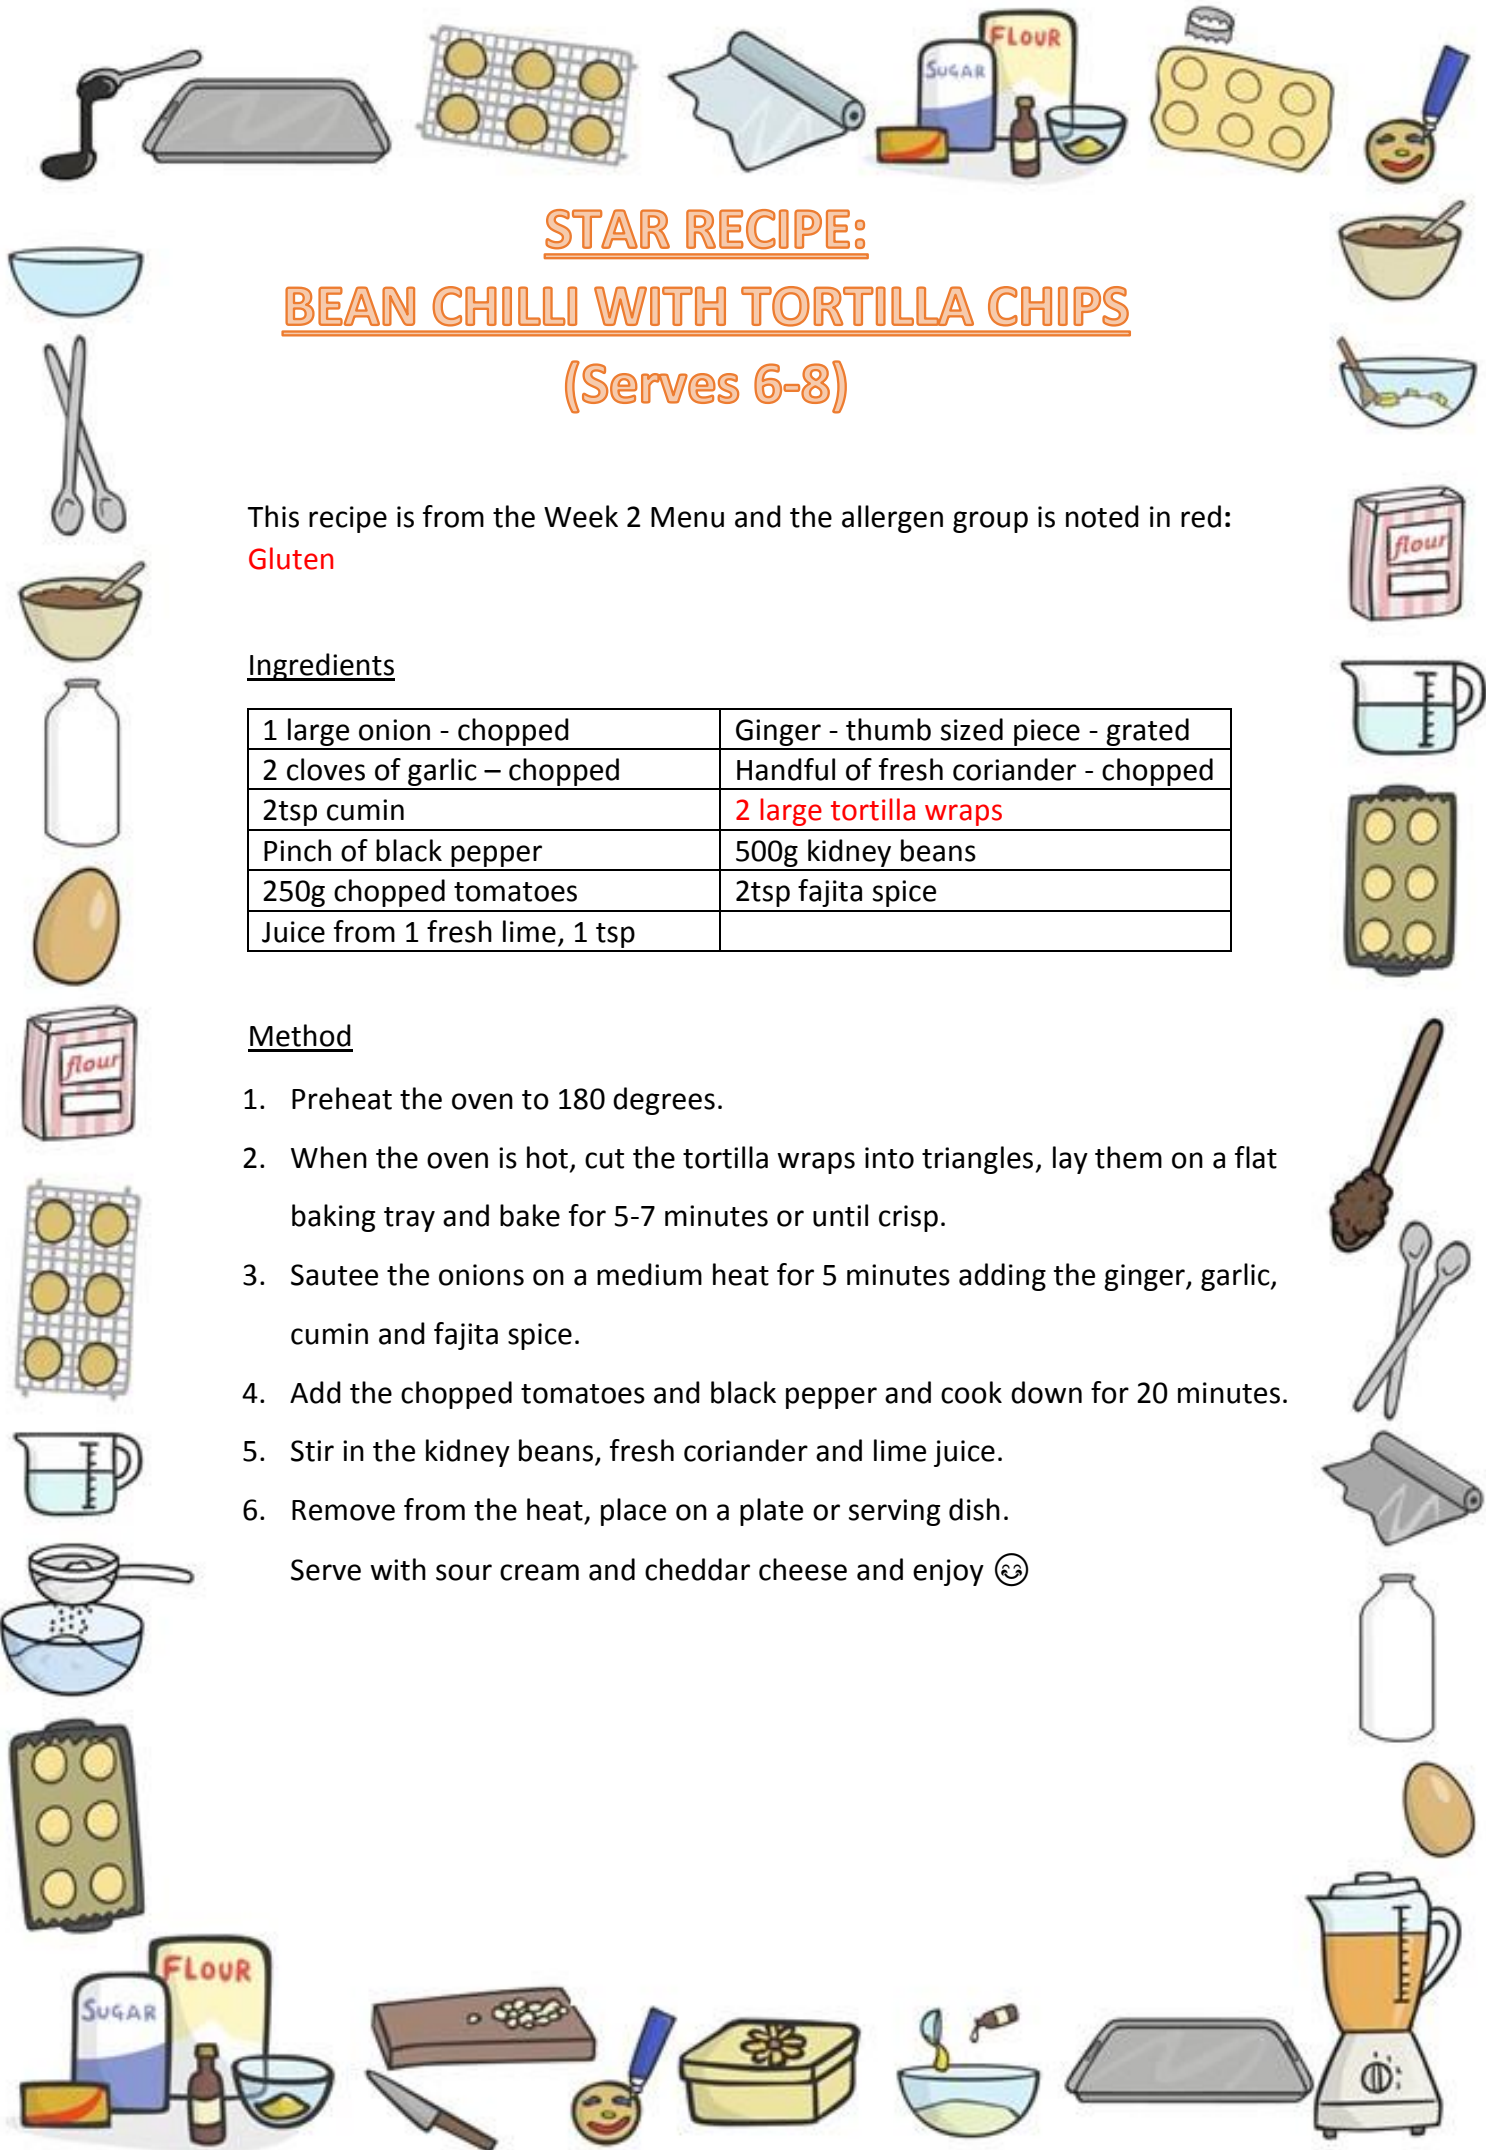 FLOUR
SUGAR
STAR RECIPE:
BEAN CHILLI WITH TORTILLA CHIPS
(Serves 6-8)
This recipe is from the Week 2 Menu and the allergen group is noted in red:
Gluten
flour
Ingredients
1 large onion - chopped
Ginger - thumb sized piece - grated
2 cloves of garlic – chopped
Handful of fresh coriander - chopped
2tsp cumin
2 large tortilla wraps
Pinch of black pepper
500g kidney beans
250g chopped tomatoes
2tsp fajita spice
Juice from 1 fresh lime, 1 tsp
flour
Method
1. Preheat the oven to 180 degrees.
2. When the oven is hot, cut the tortilla wraps into triangles, lay them on a flat
baking tray and bake for 5-7 minutes or until crisp.
3. Sautee the onions on a medium heat for 5 minutes adding the ginger, garlic,
cumin and fajita spice.
4. Add the chopped tomatoes and black pepper and cook down for 20 minutes.
5. Stir in the kidney beans, fresh coriander and lime juice.
6. Remove from the heat, place on a plate or serving dish.
Serve with sour cream and cheddar cheese and enjoy 😊
FLOUR
SUGAR